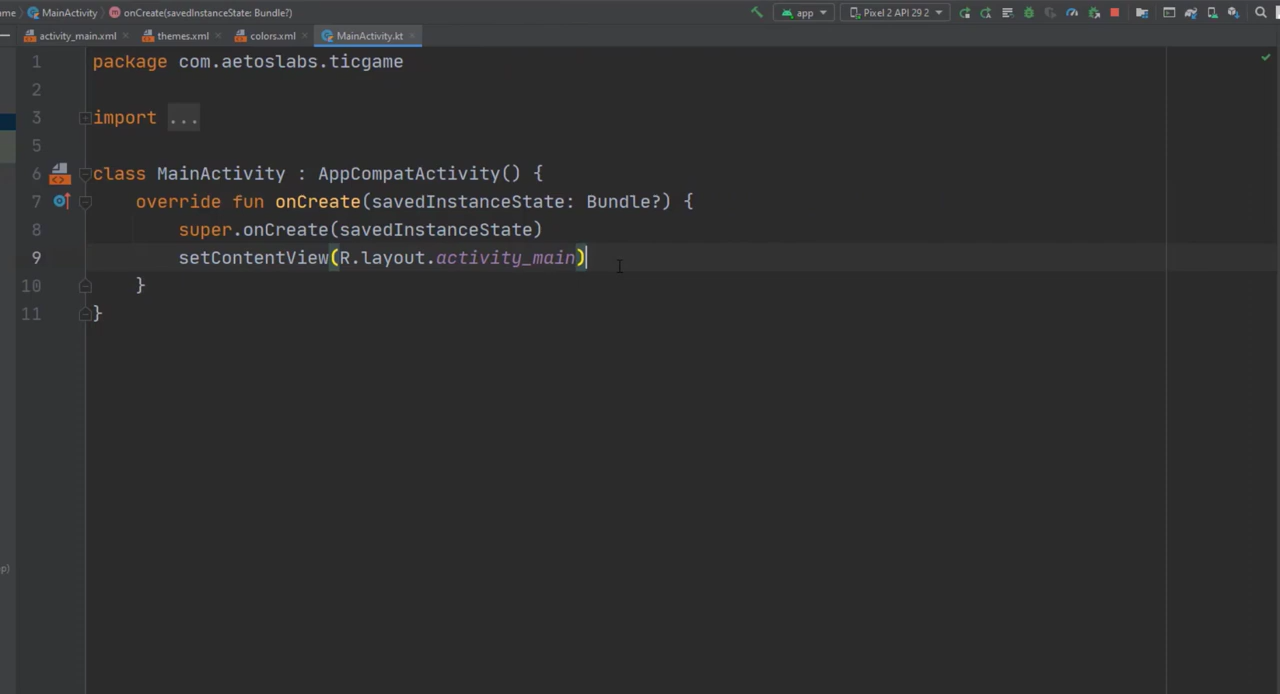 me MainActivity onCreate(savedInstanceState: Bundle?) app Pixel 2 API 29 2
activity_main.xml themes.xml colors.xml MainActivity.kt
1 package com.aetoslabs.ticgame
2
3 import ...
5
6 class MainActivity : AppCompatActivity() {
7 override fun onCreate(savedInstanceState: Bundle?) {
8 super.onCreate(savedInstanceState)
9 setContentView(R.layout.activity_main)
10 }
11 }
p)